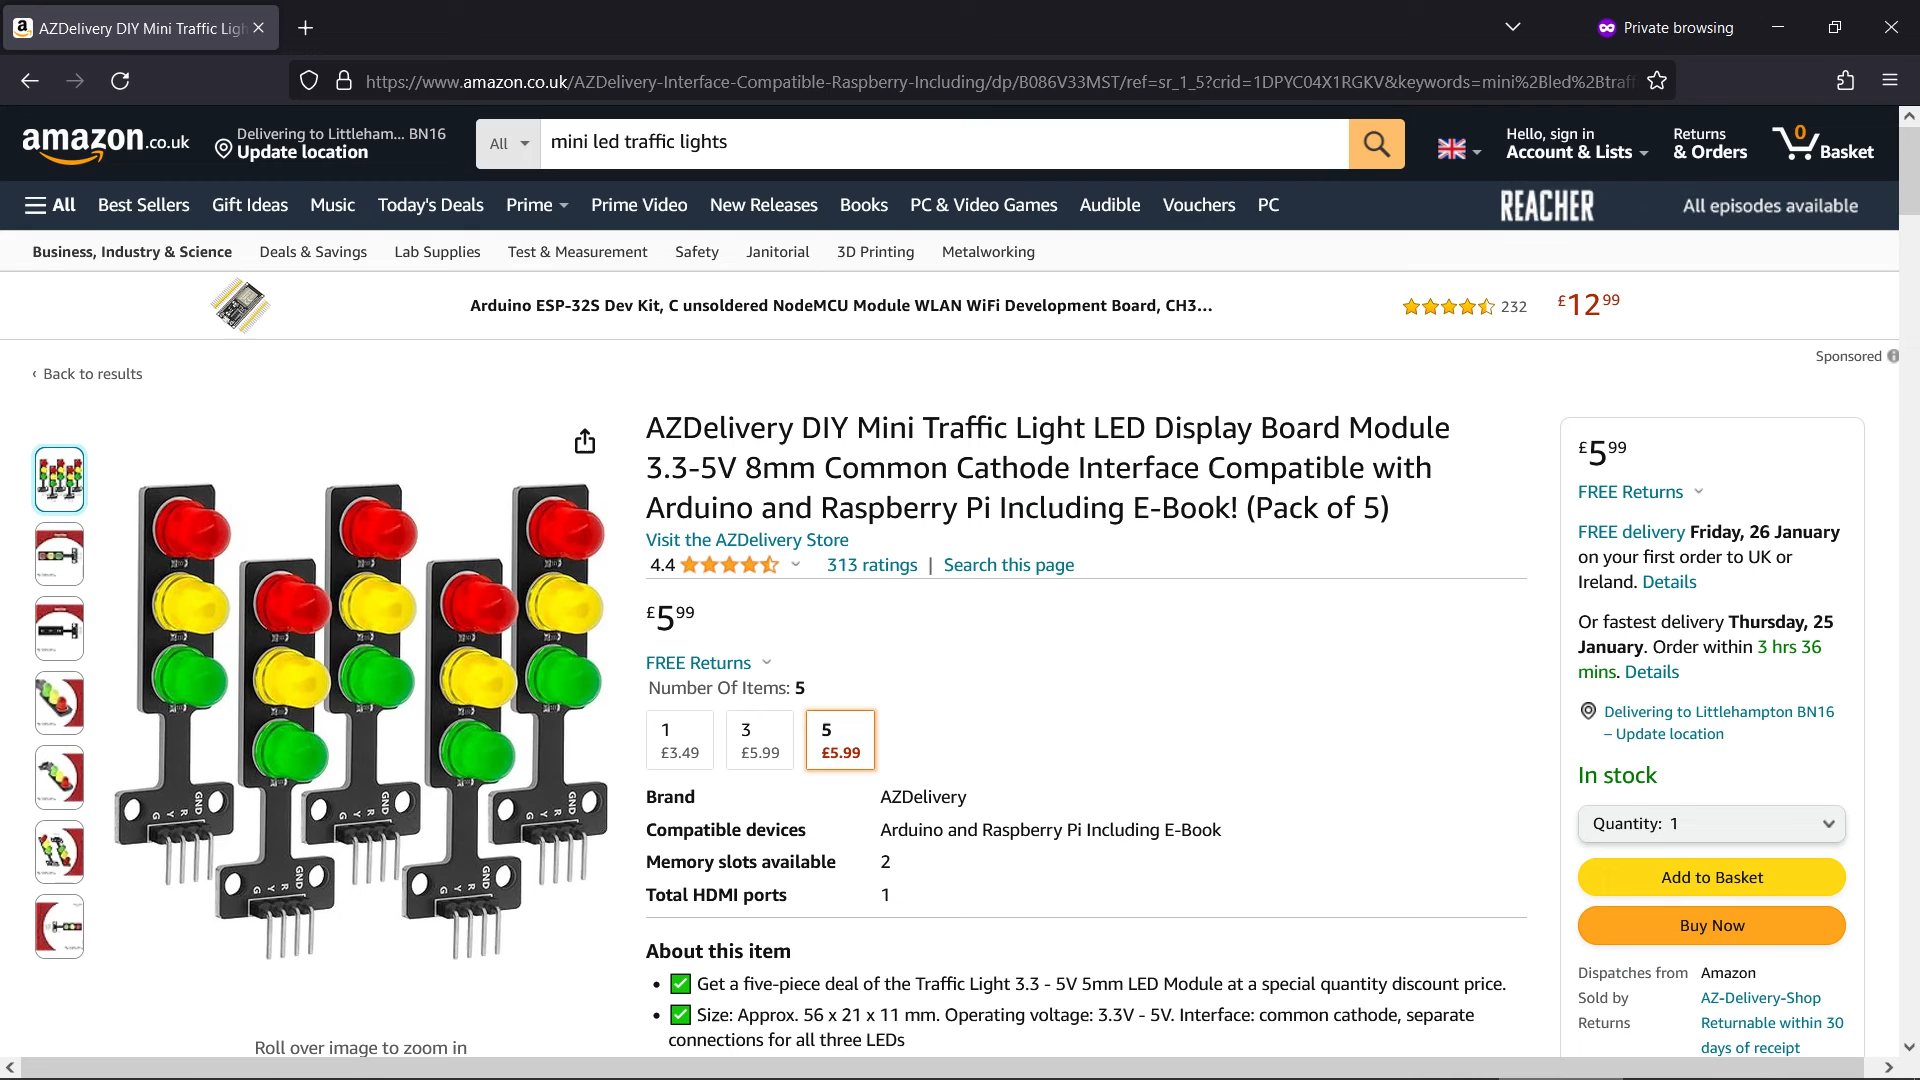 AZDelivery DIY Mini Traffic Ligh
Private browsing
https://www.amazon.co.uk/AZDelivery-Interface-Compatible-Raspberry-Including/dp/B086V33MST/ref=sr_1_5?crid=1DPYC04X1RGKV&keywords=mini%2Bled%2Btraff
amazon.co.uk
Delivering to Littleham... BN16
Update location
All
mini led traffic lights
Hello, sign in
Account & Lists
Returns
& Orders
0
Basket
All
Best Sellers
Gift Ideas
Music
Today's Deals
Prime
Prime Video
New Releases
Books
PC & Video Games
Audible
Vouchers
PC
REACHER
All episodes available
Business, Industry & Science
Deals & Savings
Lab Supplies
Test & Measurement
Safety
Janitorial
3D Printing
Metalworking
Arduino ESP-32S Dev Kit, C unsoldered NodeMCU Module WLAN WiFi Development Board, CH3...
232
£1299
Sponsored
‹ Back to results
G Y R GND
G Y R GND
G Y R GND
G Y R GND
G Y R GND
Roll over image to zoom in
AZDelivery DIY Mini Traffic Light LED Display Board Module
3.3-5V 8mm Common Cathode Interface Compatible with
Arduino and Raspberry Pi Including E-Book! (Pack of 5)
Visit the AZDelivery Store
4.4
313 ratings | Search this page
£599
FREE Returns
Number Of Items: 5
1
£3.49
3
£5.99
5
£5.99
Brand AZDelivery
Compatible devices Arduino and Raspberry Pi Including E-Book
Memory slots available 2
Total HDMI ports 1
About this item
• ✅ Get a five-piece deal of the Traffic Light 3.3 - 5V 5mm LED Module at a special quantity discount price.
• ✅ Size: Approx. 56 x 21 x 11 mm. Operating voltage: 3.3V - 5V. Interface: common cathode, separate
connections for all three LEDs
£599
FREE Returns
FREE delivery Friday, 26 January
on your first order to UK or
Ireland. Details
Or fastest delivery Thursday, 25
January. Order within 3 hrs 36
mins. Details
Delivering to Littlehampton BN16
– Update location
In stock
Quantity: 1
Add to Basket
Buy Now
Dispatches from Amazon
Sold by AZ-Delivery-Shop
Returns Returnable within 30
days of receipt